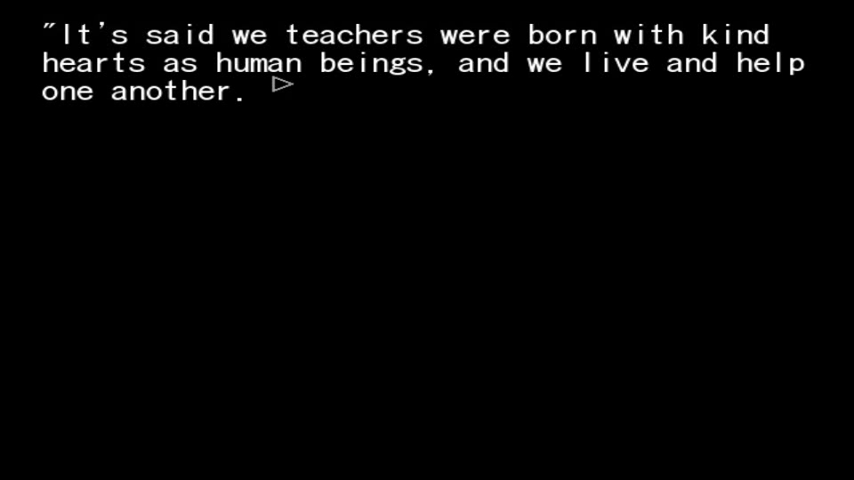 "It's said we teachers were born with kind
hearts as human beings, and we live and help
one another.